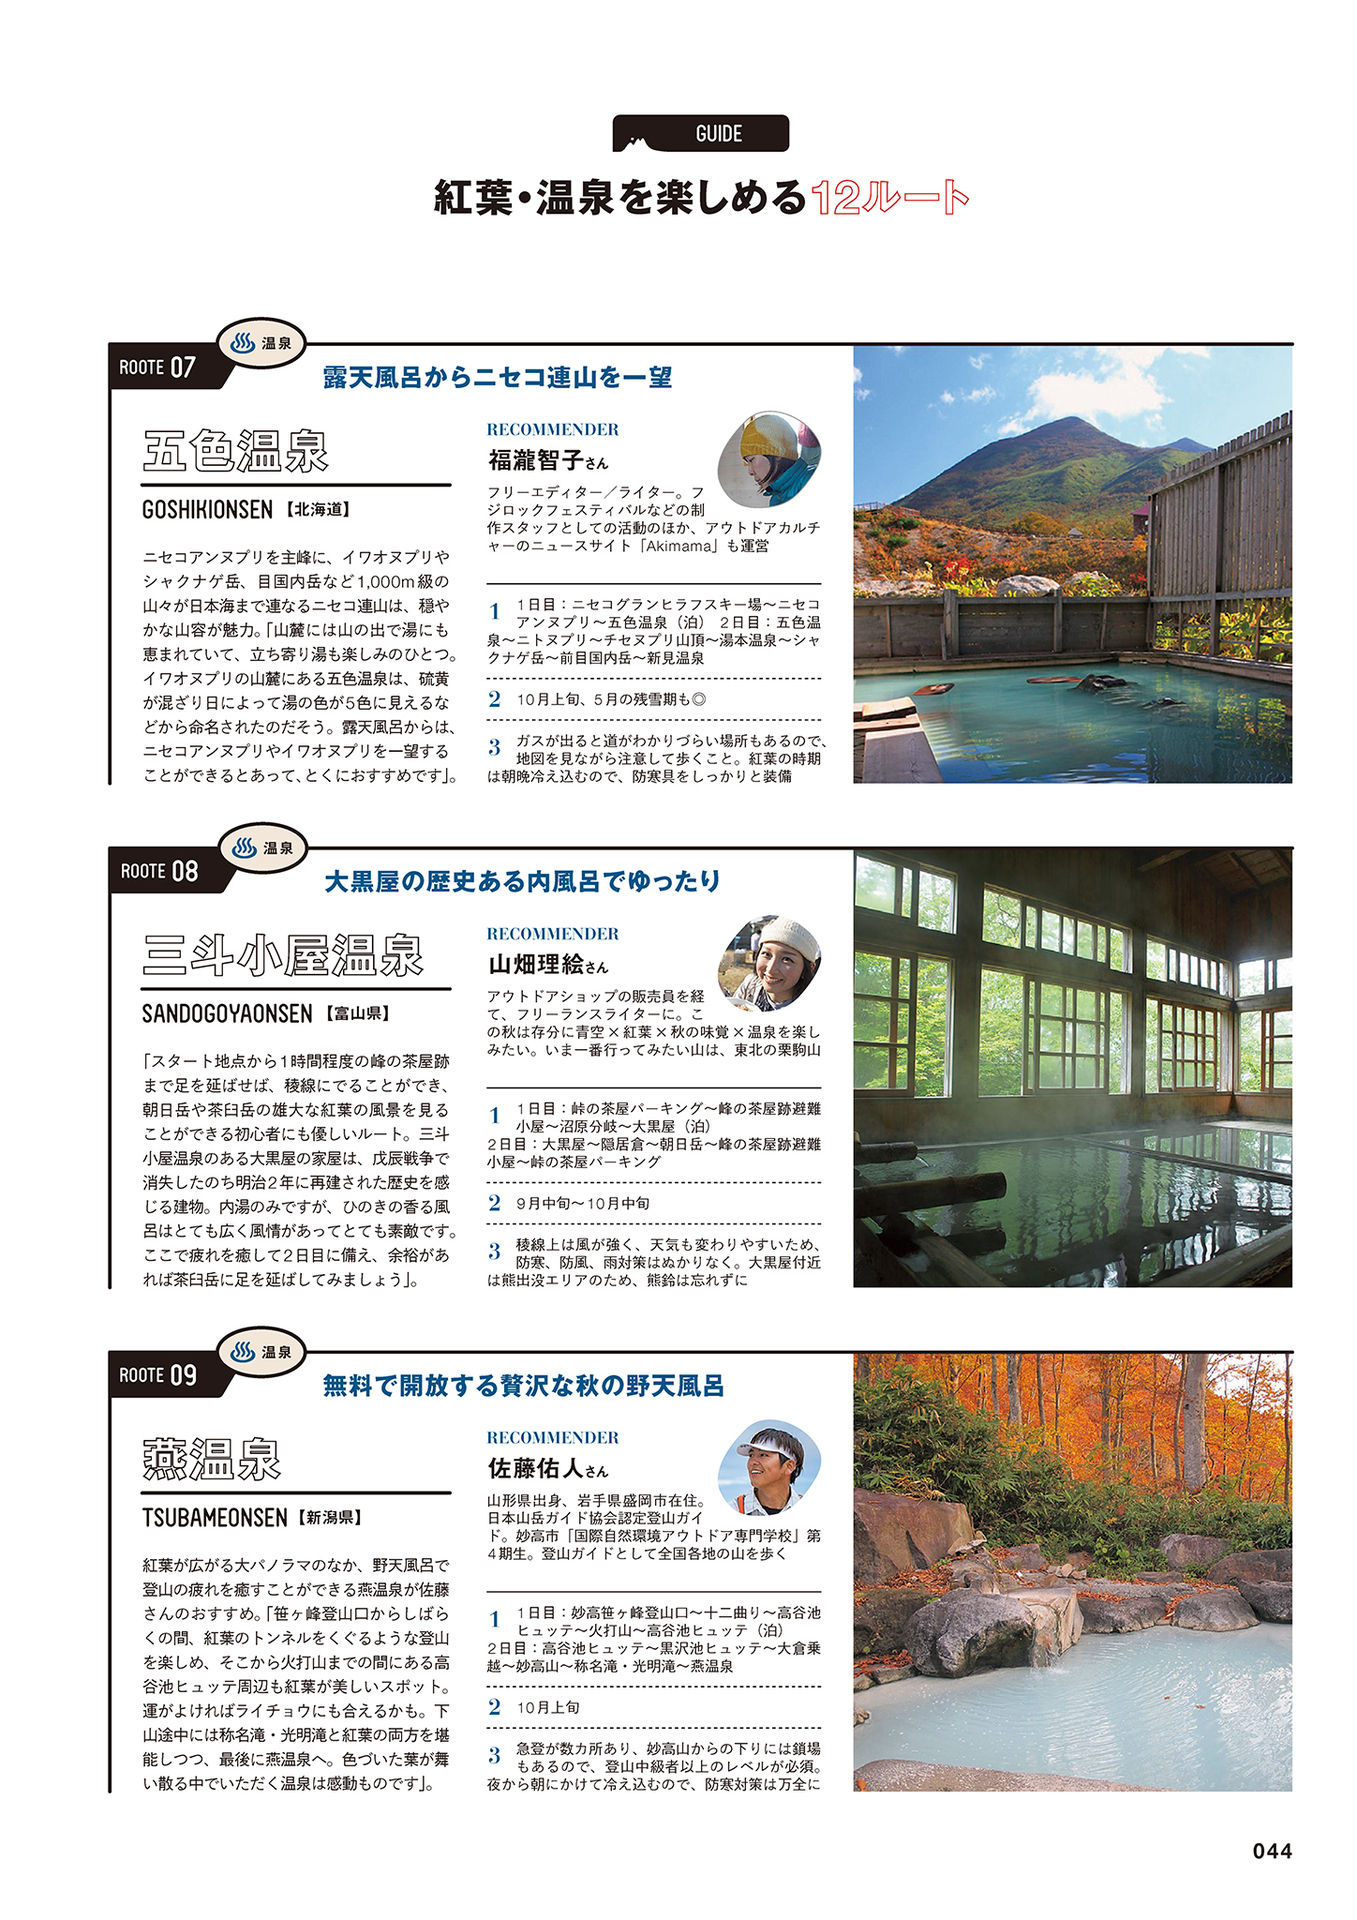 GUIDE
紅葉・温泉を楽しめる12ルート
ROOTE 07
温泉
露天風呂からニセコ連山を一望
五色温泉
GOSHIKIONSEN【北海道】
ニセコアンヌプリを主峰に、イワオヌプリや
シャクナゲ岳、目国内岳など1,000m級の
山々が日本海まで連なるニセコ連山は、穏や
かな山容が魅力。「山麓には山の出で湯にも
恵まれていて、立ち寄り湯も楽しみのひとつ。
イワオヌプリの山麓にある五色温泉は、硫黄
が混ざり日によって湯の色が5色に見えるな
どから命名されたのだそう。露天風呂からは、
ニセコアンヌプリやイワオヌプリを一望する
ことができるとあって、とくにおすすめです」。
RECOMMENDER
福瀧智子さん
フリーエディター／ライター。フ
ジロックフェスティバルなどの制
作スタッフとしての活動のほか、アウトドアカルチ
ャーのニュースサイト「Akimama」も運営
1 1日目：ニセコグランヒラフスキー場〜ニセコ
アンヌプリ〜五色温泉（泊） 2日目：五色温
泉〜ニトヌプリ〜チセヌプリ山頂〜湯本温泉〜シャ
クナゲ岳〜前目国内岳〜新見温泉
2 10月上旬、5月の残雪期も◎
3 ガスが出ると道がわかりづらい場所もあるので、
地図を見ながら注意して歩くこと。紅葉の時期
は朝晩冷え込むので、防寒具をしっかりと装備
ROOTE 08
温泉
大黒屋の歴史ある内風呂でゆったり
三斗小屋温泉
SANDOGOYAONSEN【富山県】
「スタート地点から1時間程度の峰の茶屋跡
まで足を延ばせば、稜線にでることができ、
朝日岳や茶臼岳の雄大な紅葉の風景を見る
ことができる初心者にも優しいルート。三斗
小屋温泉のある大黒屋の家屋は、戊辰戦争で
消失したのち明治2年に再建された歴史を感
じる建物。内湯のみですが、ひのきの香る風
呂はとても広く風情があってとても素敵です。
ここで疲れを癒して2日目に備え、余裕があ
れば茶臼岳に足を延ばしてみましょう」。
RECOMMENDER
山畑理絵さん
アウトドアショップの販売員を経
て、フリーランスライターに。こ
の秋は存分に青空×紅葉×秋の味覚×温泉を楽し
みたい。いま一番行ってみたい山は、東北の栗駒山
1 1日目：峠の茶屋パーキング〜峰の茶屋跡避難
小屋〜沼原分岐〜大黒屋（泊）
2日目：大黒屋〜隠居倉〜朝日岳〜峰の茶屋跡避難
小屋〜峠の茶屋パーキング
2 9月中旬〜10月中旬
3 稜線上は風が強く、天気も変わりやすいため、
防寒、防風、雨対策はぬかりなく。大黒屋付近
は熊出没エリアのため、熊鈴は忘れずに
ROOTE 09
温泉
無料で開放する贅沢な秋の野天風呂
燕温泉
TSUBAMEONSEN【新潟県】
紅葉が広がる大パノラマのなか、野天風呂で
登山の疲れを癒すことができる燕温泉が佐藤
さんのおすすめ。「笹ヶ峰登山口からしばら
くの間、紅葉のトンネルをくぐるような登山
を楽しめ、そこから火打山までの間にある高
谷池ヒュッテ周辺も紅葉が美しいスポット。
運がよければライチョウにも合えるかも。下
山途中には称名滝・光明滝と紅葉の両方を堪
能しつつ、最後に燕温泉へ。色づいた葉が舞
い散る中でいただく温泉は感動ものです」。
RECOMMENDER
佐藤佑人さん
山形県出身、岩手県盛岡市在住。
日本山岳ガイド協会認定登山ガイ
ド。妙高市「国際自然環境アウトドア専門学校」第
4期生。登山ガイドとして全国各地の山を歩く
1 1日目：妙高笹ヶ峰登山口〜十二曲り〜高谷池
ヒュッテ〜火打山〜高谷池ヒュッテ（泊）
2日目：高谷池ヒュッテ〜黒沢池ヒュッテ〜大倉乗
越〜妙高山〜称名滝・光明滝〜燕温泉
2 10月上旬
3 急登が数カ所あり、妙高山からの下りには鎖場
もあるので、登山中級者以上のレベルが必須。
夜から朝にかけて冷え込むので、防寒対策は万全に
044